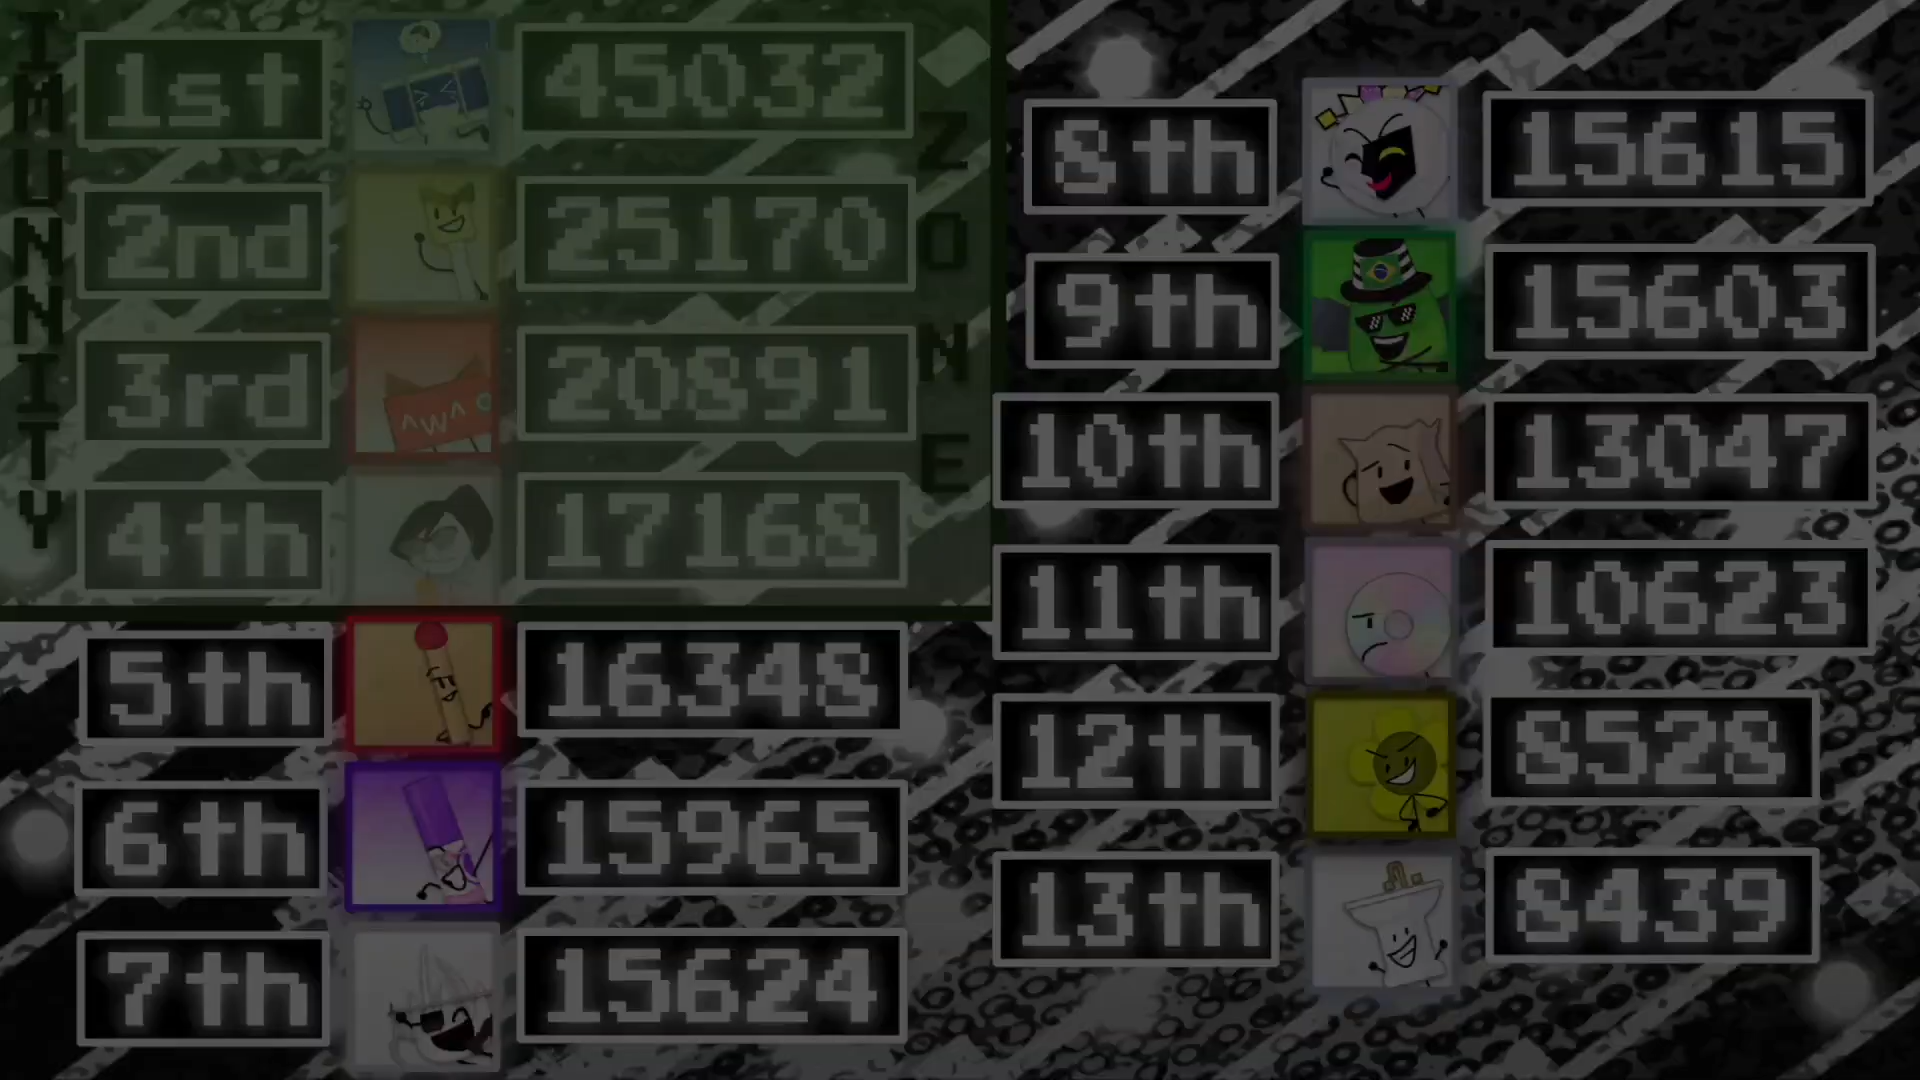 IMUNNITY
1st 45032
2nd 25170
3rd 20891
4th 17168
ZONE
5th 16348
6th 15965
7th 15624
8th 15615
9th 15603
10th 13047
11th 10623
12th 8528
13th 8439
^W^